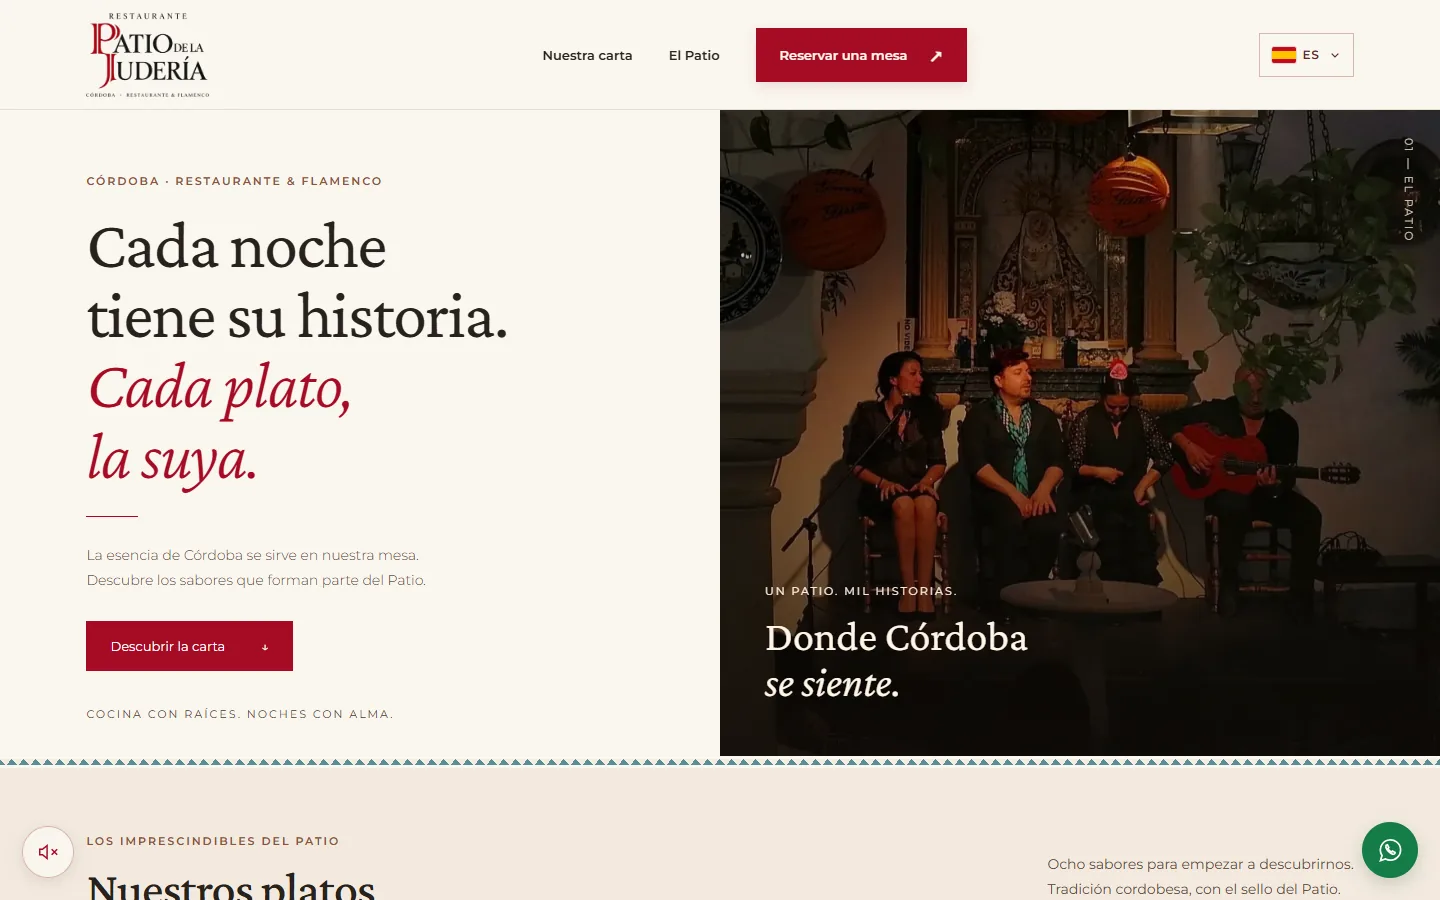 RESTAURANTE
PATIO DE LA
JUDERÍA
CÓRDOBA · RESTAURANTE & FLAMENCO
Nuestra carta
El Patio
Reservar una mesa ↗
ES
CÓRDOBA · RESTAURANTE & FLAMENCO
Cada noche
tiene su historia.
Cada plato,
la suya.
La esencia de Córdoba se sirve en nuestra mesa.
Descubre los sabores que forman parte del Patio.
Descubrir la carta ↓
COCINA CON RAÍCES. NOCHES CON ALMA.
01 — EL PATIO
UN PATIO. MIL HISTORIAS.
Donde Córdoba
se siente.
LOS IMPRESCINDIBLES DEL PATIO
Nuestros platos
Ocho sabores para empezar a descubrirnos.
Tradición cordobesa, con el sello del Patio.